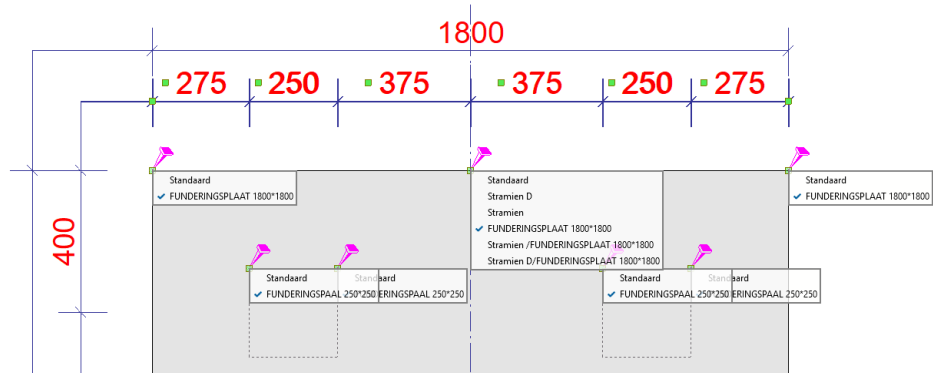 1800
275 250 375 375 250 275
400
Standaard
FUNDERINGSPLAAT 1800*1800
Standaard
Stramien D
Stramien
FUNDERINGSPLAAT 1800*1800
Stramien /FUNDERINGSPLAAT 1800*1800
Stramien D/FUNDERINGSPLAAT 1800*1800
Standaard
FUNDERINGSPLAAT 1800*1800
Standaard
FUNDERINGSPAAL 250*250
Standaard
ERINGSPAAL 250*250
Standaard
FUNDERINGSPAAL 250*250
Standaard
ERINGSPAAL 250*250